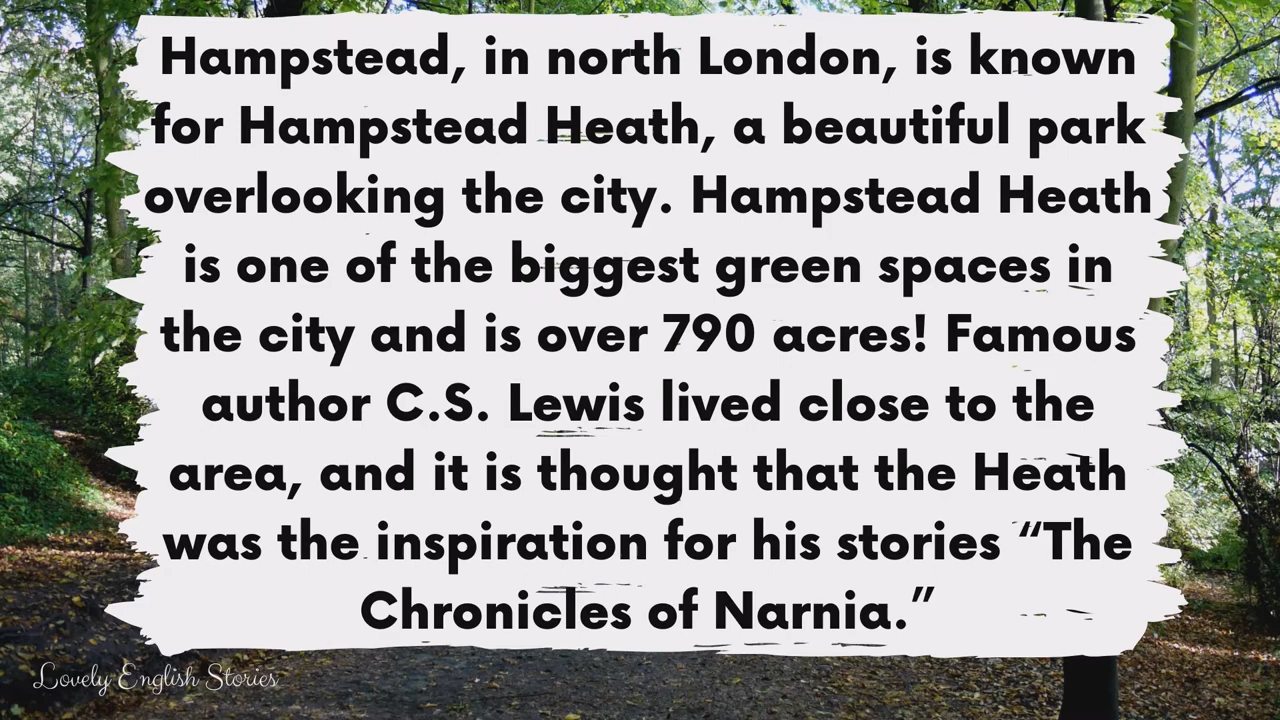 Hampstead, in north London, is known
for Hampstead Heath, a beautiful park
overlooking the city. Hampstead Heath
is one of the biggest green spaces in
the city and is over 790 acres! Famous
author C.S. Lewis lived close to the
area, and it is thought that the Heath
was the inspiration for his stories “The
Chronicles of Narnia.”
Lovely English Stories